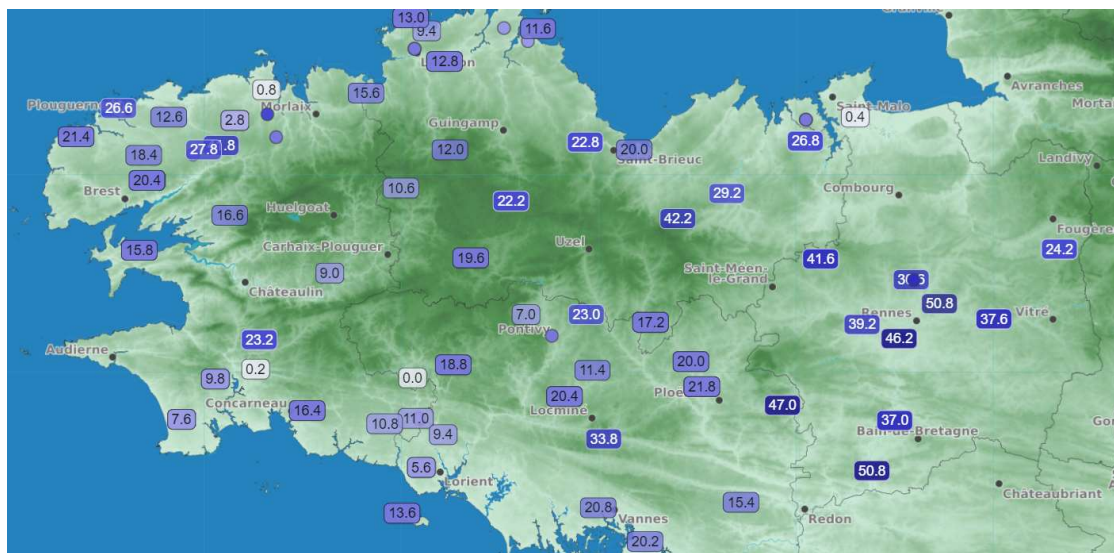 13.0
9.4
11.6
12.8
Avranches
0.8
15.6
Saint-Malo
26.6
12.6
2.8
Morlaix
0.4
21.4
Guingamp
22.8
20.0
26.8
18.4
27.8
12.0
Saint-Brieuc
Landivy
Brest
20.4
10.6
22.2
29.2
Combourg
16.6
Huelgoat
42.2
15.8
Carhaix-Plouguer
19.6
Uzel
41.6
24.2
9.0
Saint-Méen-
le-Grand
Châteaulin
50.8
7.0
23.0
17.2
39.2
Rennes
37.6
Vitré
Pontivy
46.2
23.2
Audierne
0.2
9.8
0.0
18.8
11.4
20.0
21.8
Concarneau
16.4
20.4
47.0
7.6
10.8
11.0
Locminé
37.0
9.4
33.8
Bain-de-Bretagne
5.6
Lorient
50.8
Châteaubriant
13.6
20.8
Vannes
15.4
Redon
20.2